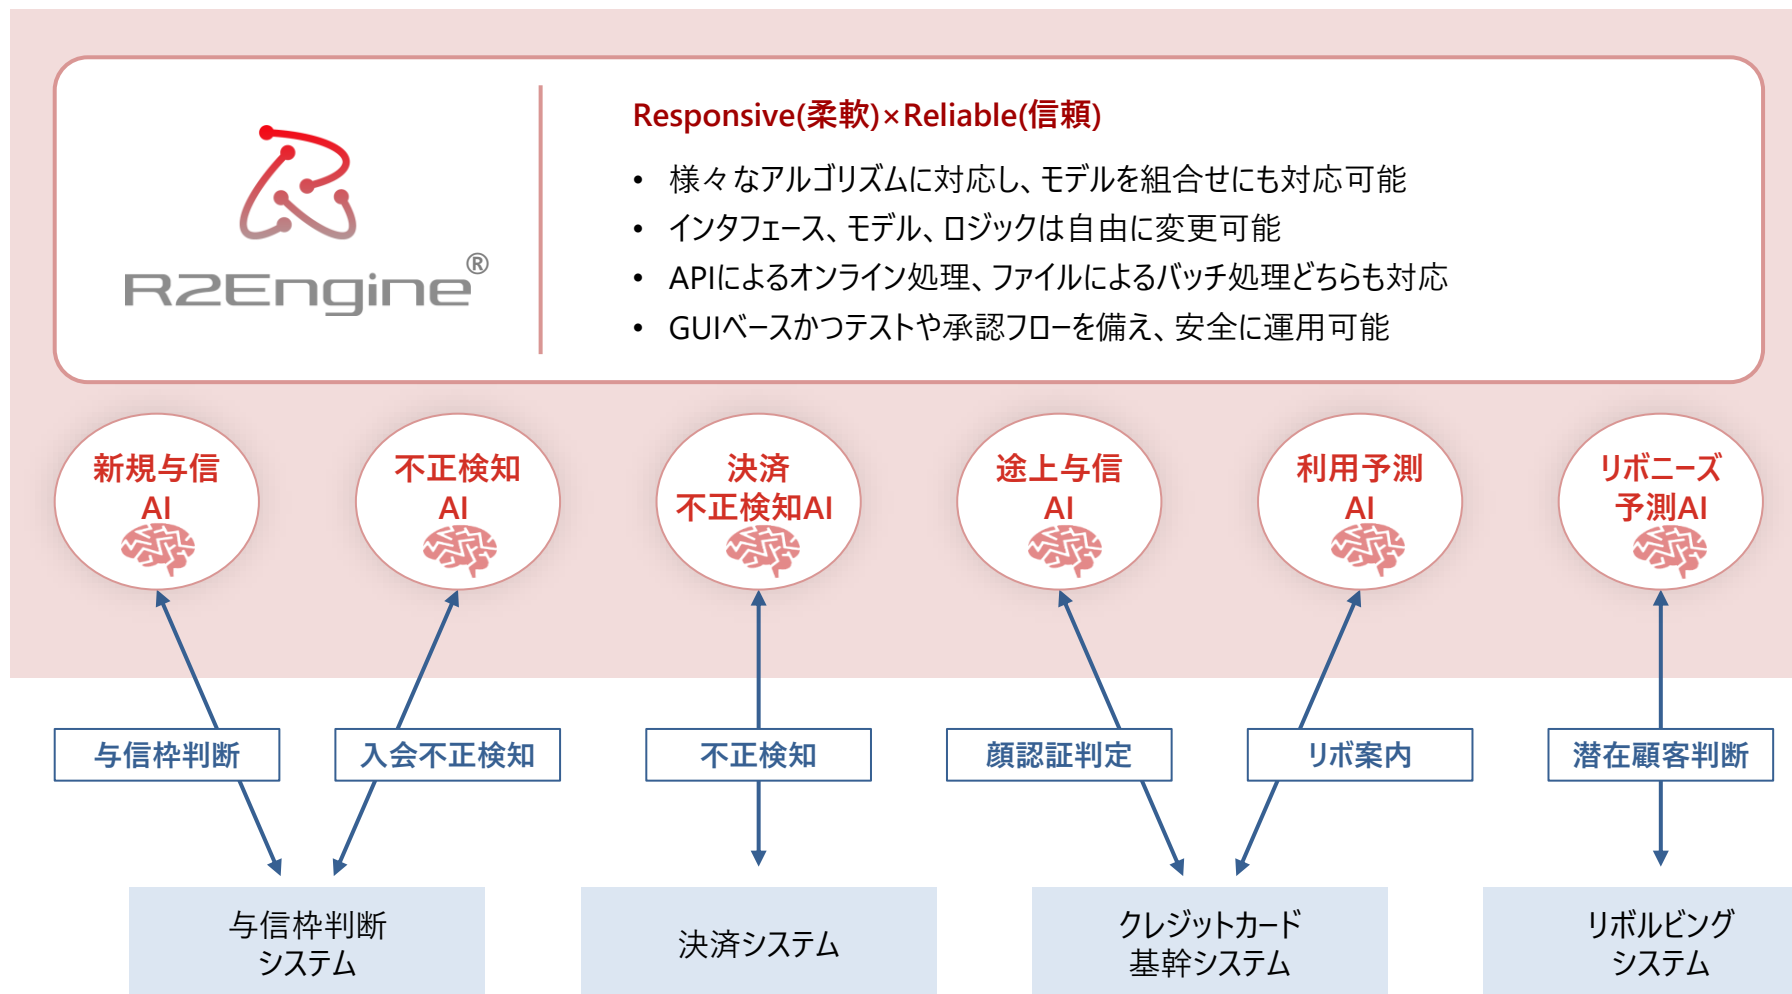 R2Engine®
Responsive(柔軟)×Reliable(信頼)
• 様々なアルゴリズムに対応し、モデルを組合せにも対応可能
• インタフェース、モデル、ロジックは自由に変更可能
• APIによるオンライン処理、ファイルによるバッチ処理どちらも対応
• GUIベースかつテストや承認フローを備え、安全に運用可能
新規与信
AI
不正検知
AI
決済
不正検知AI
途上与信
AI
利用予測
AI
リボニーズ
予測AI
与信枠判断
入会不正検知
不正検知
顔認証判定
リボ案内
潜在顧客判断
与信枠判断
システム
決済システム
クレジットカード
基幹システム
リボルビング
システム